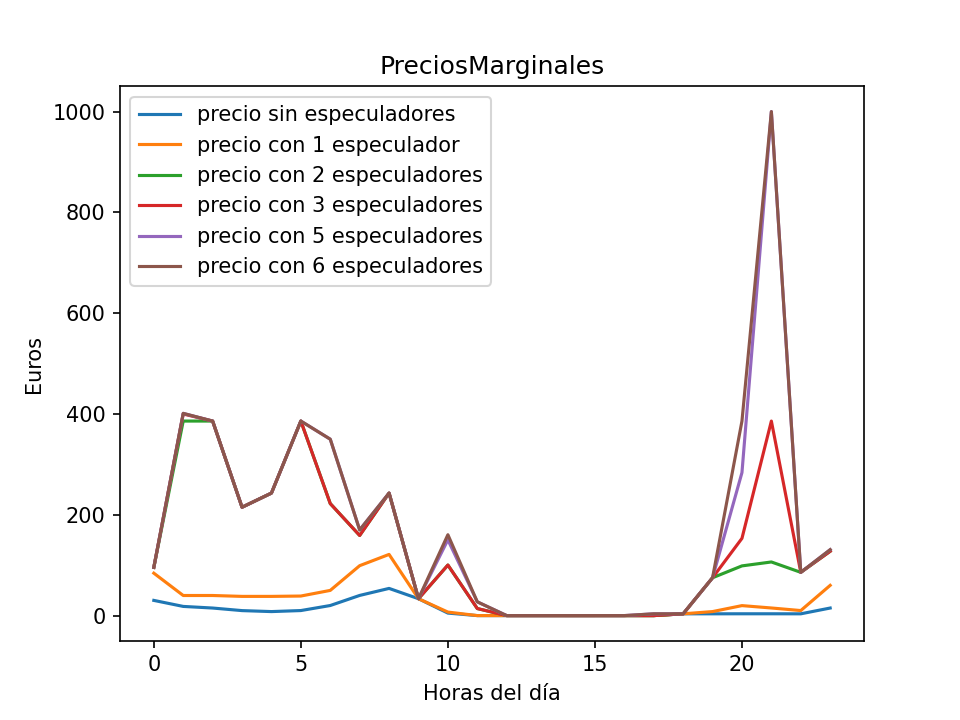 PreciosMarginales
precio sin especuladores
precio con 1 especulador
precio con 2 especuladores
precio con 3 especuladores
precio con 5 especuladores
precio con 6 especuladores
1000
800
600
400
200
0
Euros
0
5
10
15
20
Horas del día